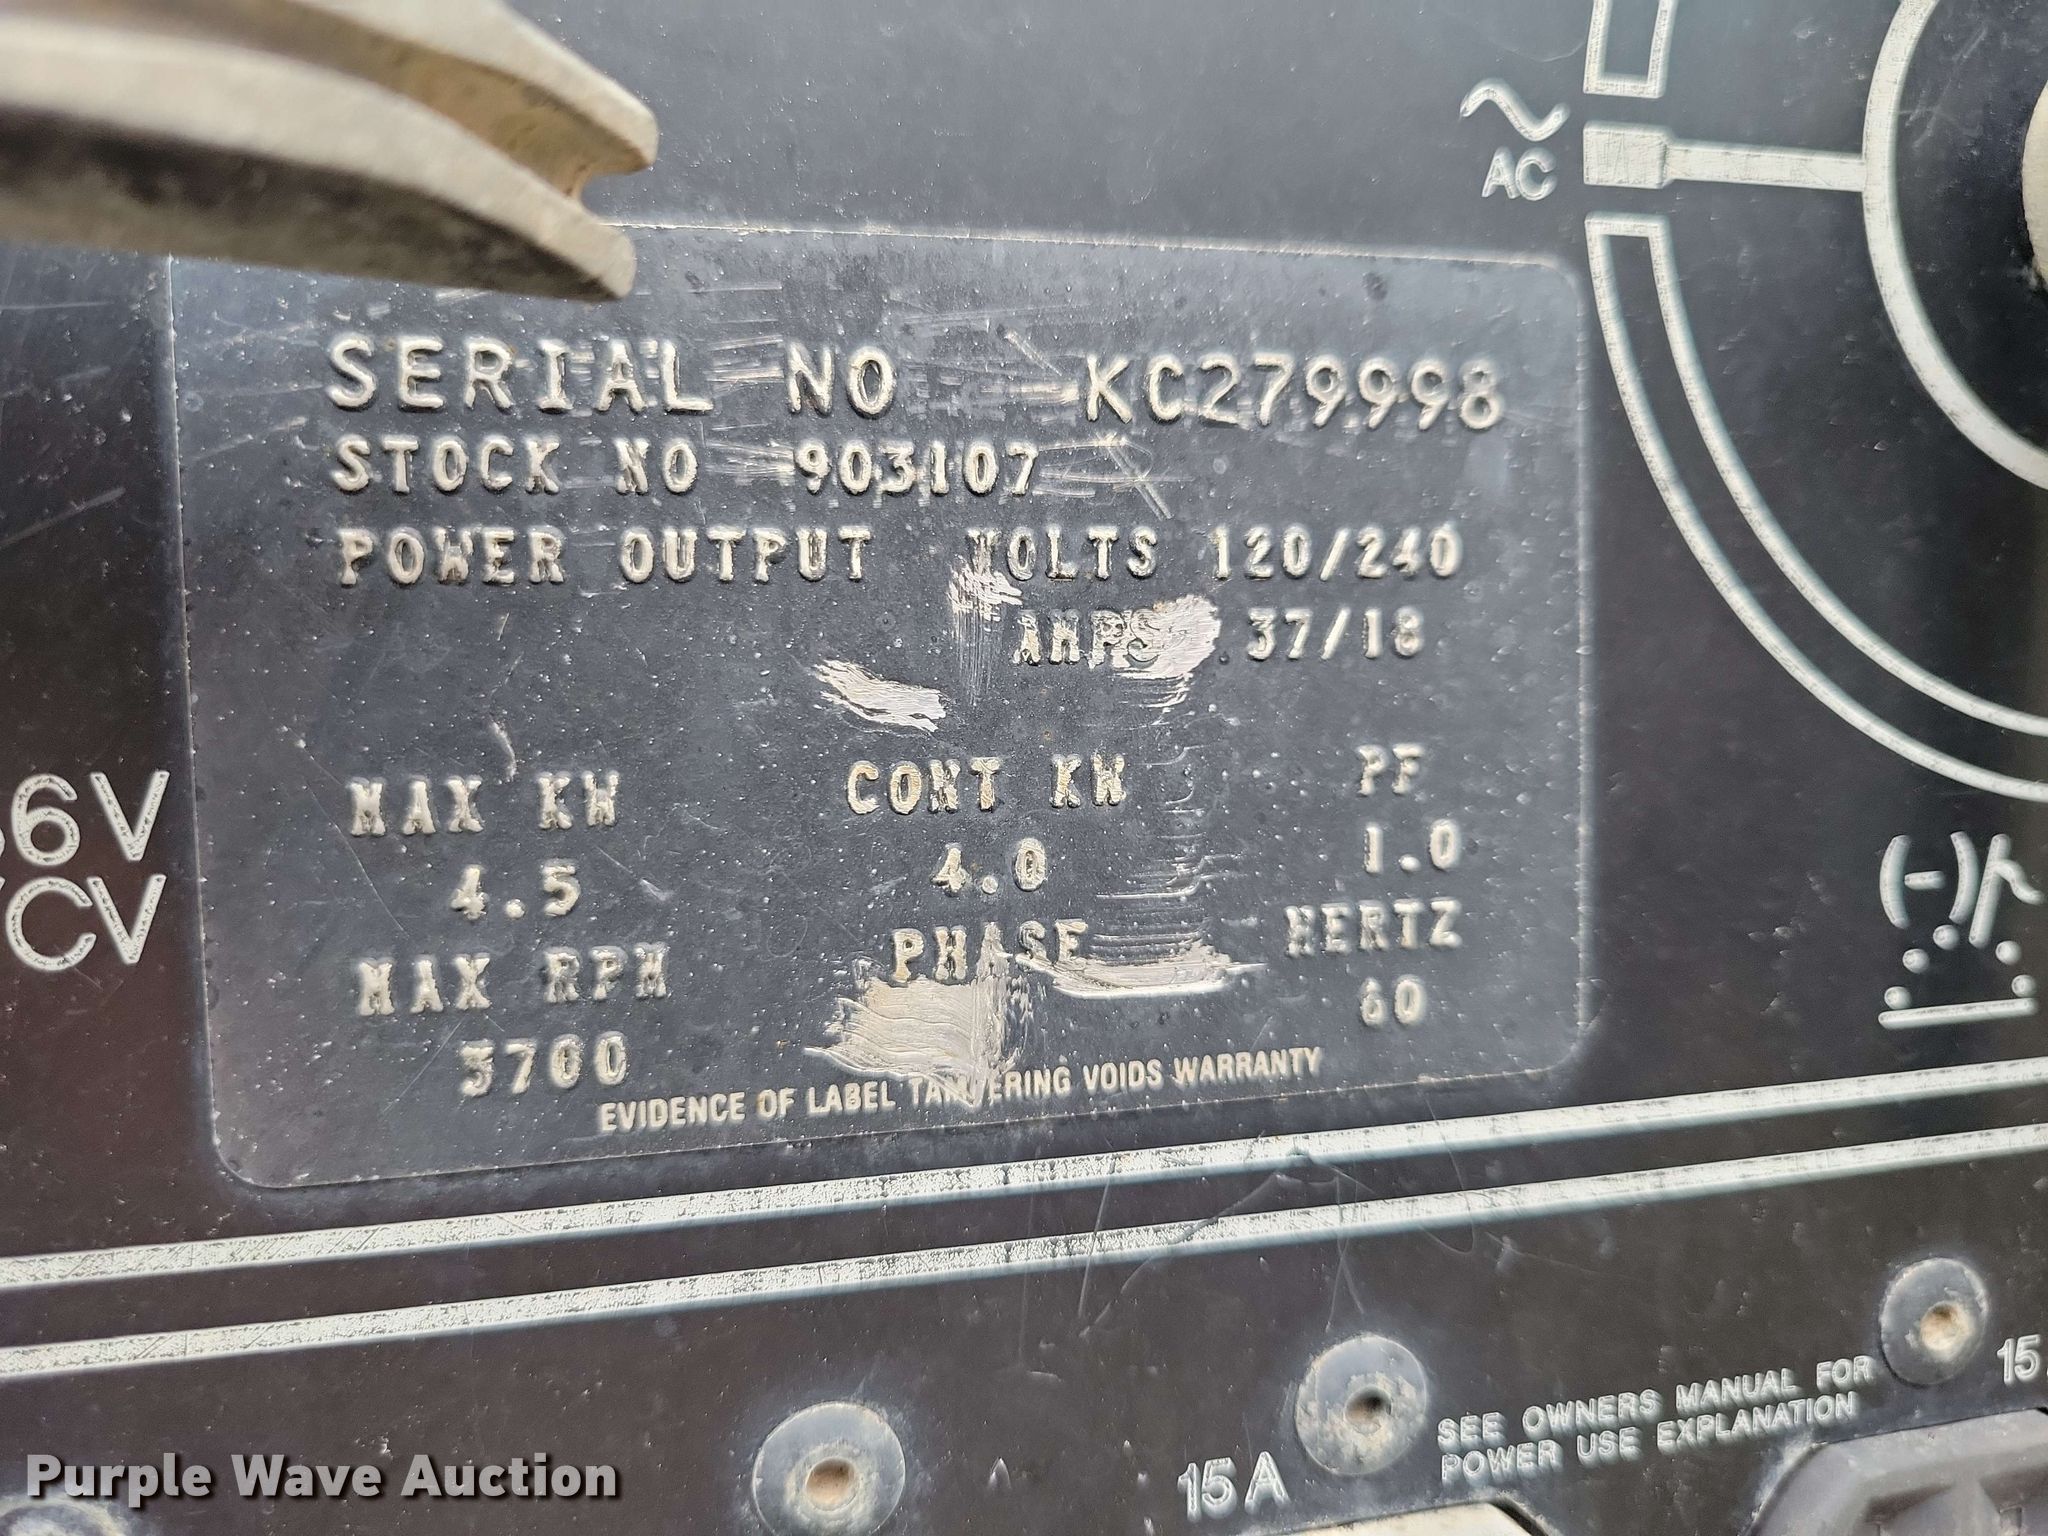 AC
SERIAL NO KC279998
STOCK NO 903107
POWER OUTPUT VOLTS 120/240
AMPS 37/18
MAX KW CONT KW PF
4.5 4.0 1.0
MAX RPM PHASE HERTZ
3700 60
EVIDENCE OF LABEL TAMPERING VOIDS WARRANTY
6V
CV
(-)
15A
SEE OWNERS MANUAL FOR
POWER USE EXPLANATION
15
Purple Wave Auction